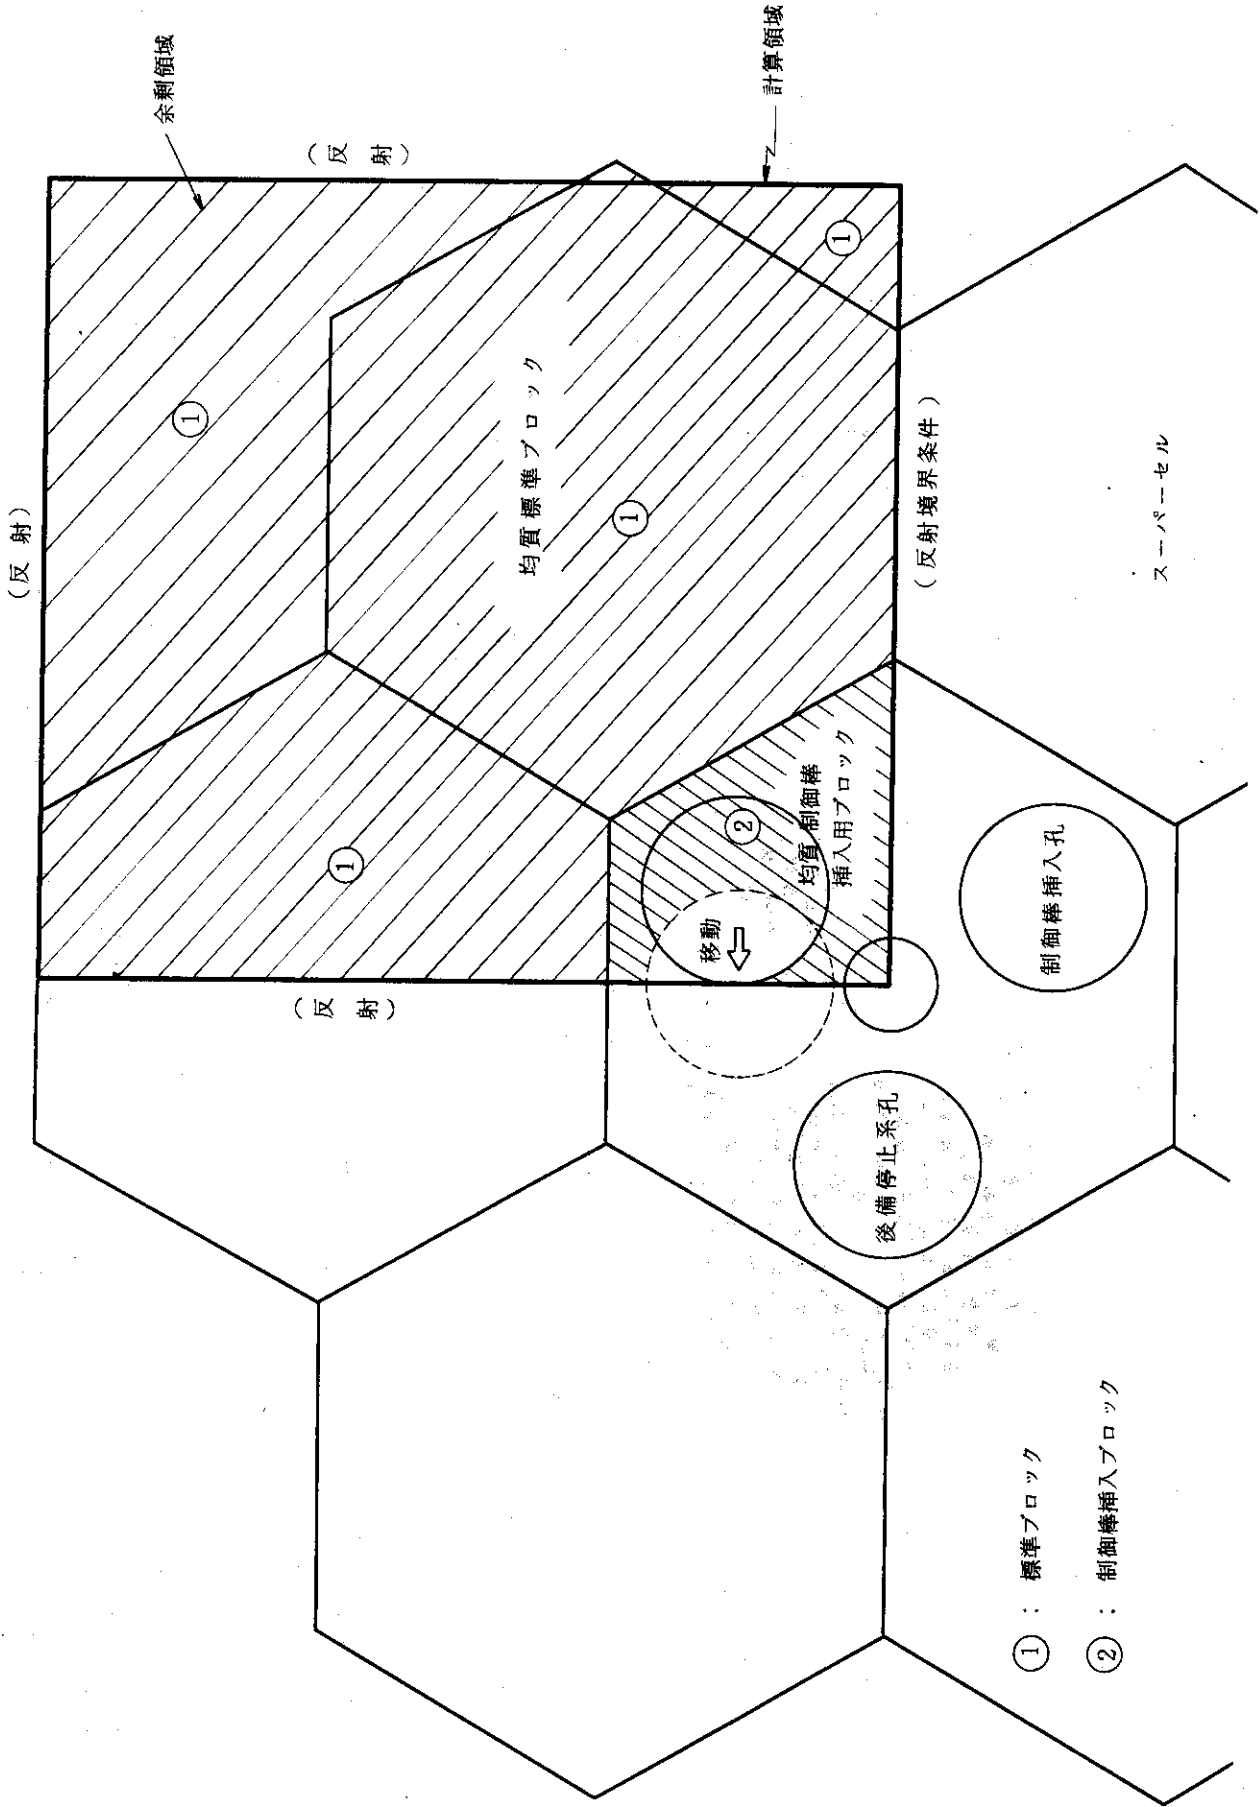 余剰領域
計算領域
(反 射)
(反 射)
①
①
均質標準ブロック
①
(反射境界条件)
スーパーセル
①
②
均質 制御棒
挿入用ブロック
移動
(反 射)
制御棒挿入孔
後備停止系孔
① : 標準ブロック
② : 制御棒挿入ブロック